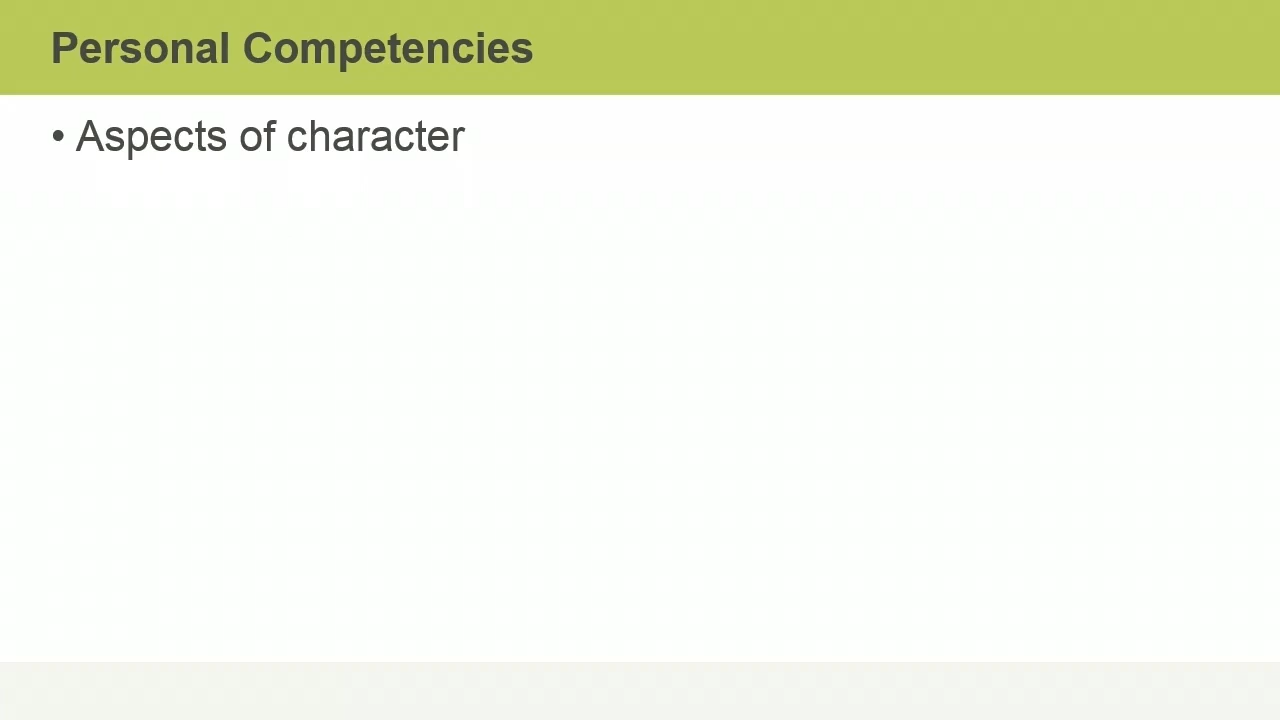 Personal Competencies
• Aspects of character